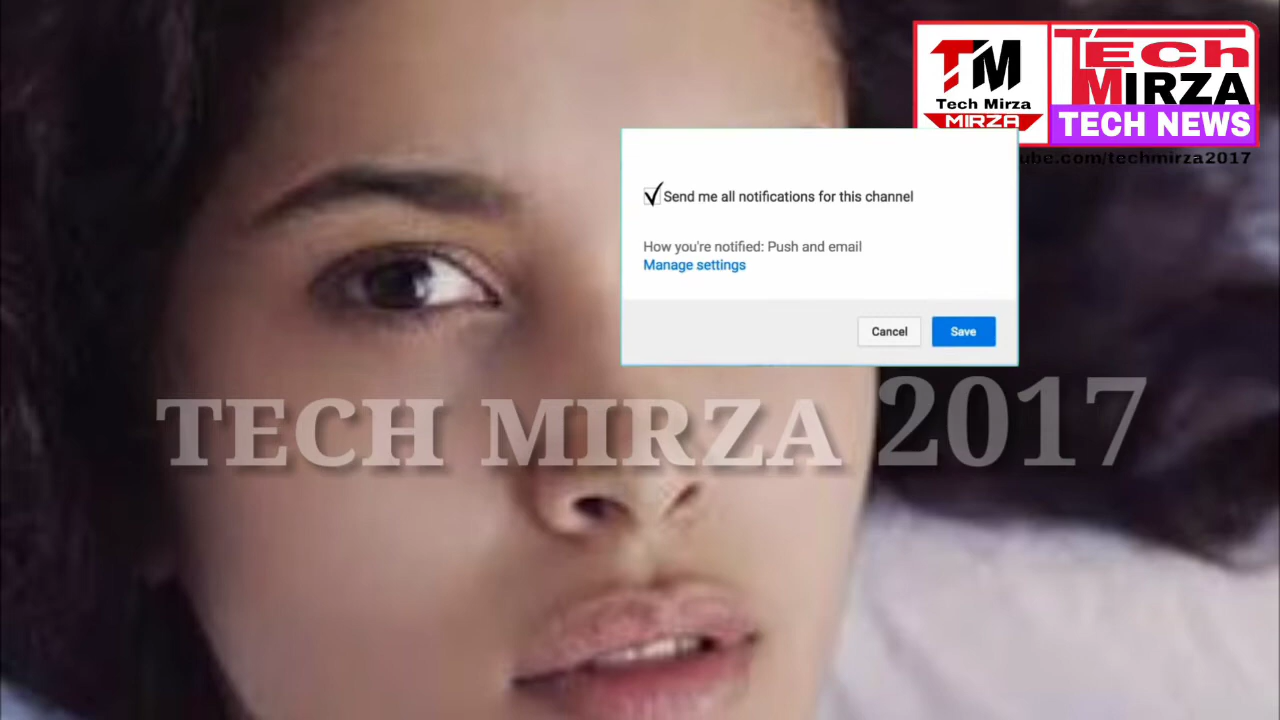 TECH
MIRZA
TECH NEWS
TM
Tech Mirza
MIRZA
ube.com/techmirza2017
Send me all notifications for this channel
How you're notified: Push and email
Manage settings
Cancel
Save
TECH MIRZA 2017